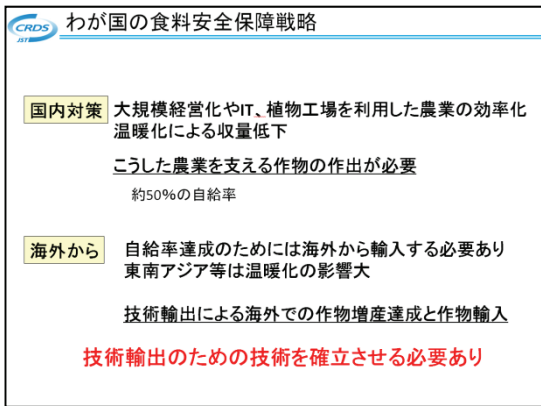 CRDS
JST
わが国の食料安全保障戦略
国内対策
大規模経営化やIT、植物工場を利用した農業の効率化
温暖化による収量低下
こうした農業を支える作物の作出が必要
約50%の自給率
海外から
自給率達成のためには海外から輸入する必要あり
東南アジア等は温暖化の影響大
技術輸出による海外での作物増産達成と作物輸入
技術輸出のための技術を確立させる必要あり